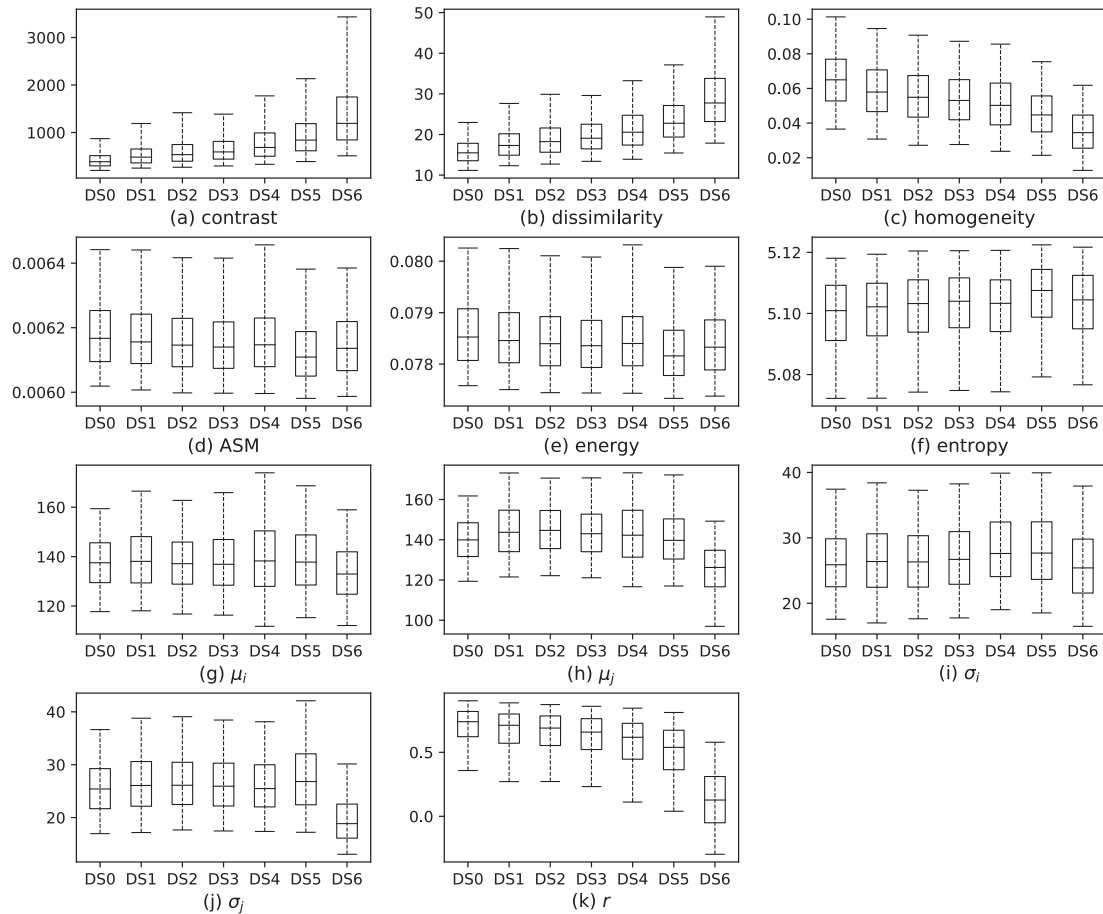 3000
2000
1000
DS0 DS1 DS2 DS3 DS4 DS5 DS6
(a) contrast
50
40
30
20
10
DS0 DS1 DS2 DS3 DS4 DS5 DS6
(b) dissimilarity
0.10
0.08
0.06
0.04
0.02
DS0 DS1 DS2 DS3 DS4 DS5 DS6
(c) homogeneity
0.0064
0.0062
0.0060
DS0 DS1 DS2 DS3 DS4 DS5 DS6
(d) ASM
0.080
0.079
0.078
DS0 DS1 DS2 DS3 DS4 DS5 DS6
(e) energy
5.12
5.10
5.08
DS0 DS1 DS2 DS3 DS4 DS5 DS6
(f) entropy
160
140
120
DS0 DS1 DS2 DS3 DS4 DS5 DS6
(g) μi
160
140
120
100
DS0 DS1 DS2 DS3 DS4 DS5 DS6
(h) μj
40
30
20
DS0 DS1 DS2 DS3 DS4 DS5 DS6
(i) σi
40
30
20
DS0 DS1 DS2 DS3 DS4 DS5 DS6
(j) σj
0.5
0.0
DS0 DS1 DS2 DS3 DS4 DS5 DS6
(k) r